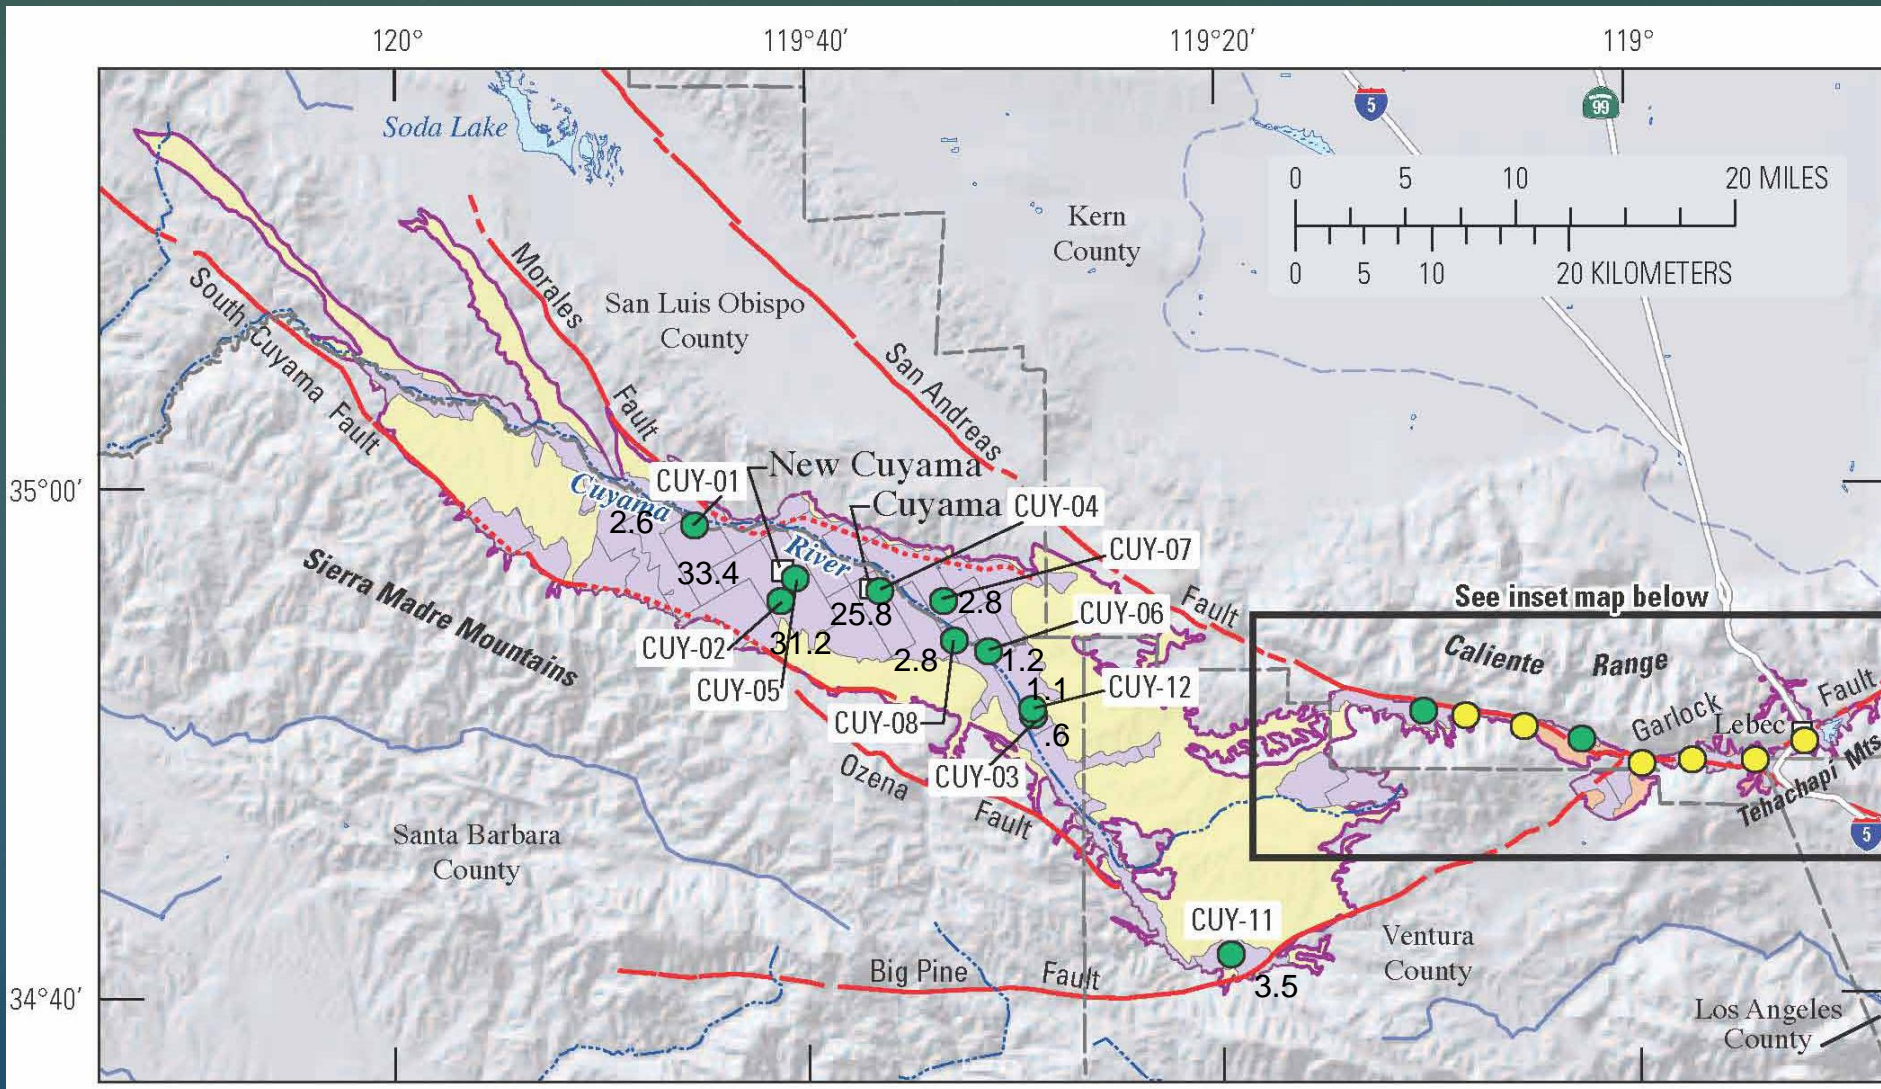 120°
119°40'
119°20'
119°
Soda Lake
5
99
0 5 10 20 MILES
0 5 10 20 KILOMETERS
Kern
County
Morales
Fault
San Luis Obispo
County
South Cuyama Fault
San Andreas
Fault
35°00'
CUY-01
New Cuyama
Cuyama
CUY-04
Cuyama
River
2.6
CUY-07
33.4
25.8
2.8
CUY-06
See inset map below
Sierra Madre Mountains
CUY-02
31.2
2.8
1.2
Caliente Range
CUY-05
1.1
CUY-12
CUY-08
.6
Garlock
Fault
Lebec
CUY-03
Ozena
Fault
Tehachapi Mts
5
Santa Barbara
County
CUY-11
Ventura
County
Big Pine Fault
3.5
34°40'
Los Angeles
County